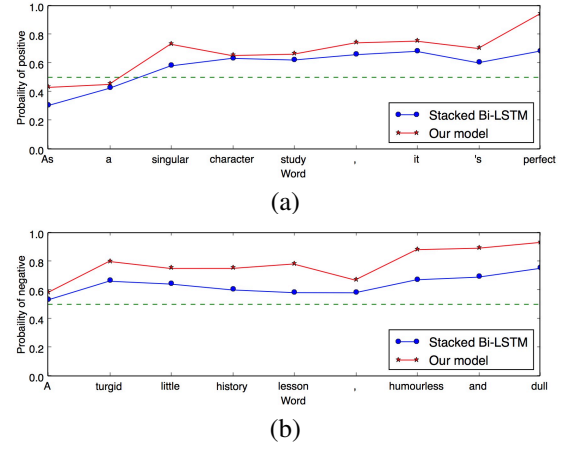 1.0
0.8
0.6
0.4
0.2
0.0
Probaility of positive
Stacked Bi-LSTM
Our model
As a singular character study , it 's perfect
Word
(a)
1.0
0.8
0.6
0.4
0.2
0.0
Probaility of negative
Stacked Bi-LSTM
Our model
A turgid little history lesson , humourless and dull
Word
(b)